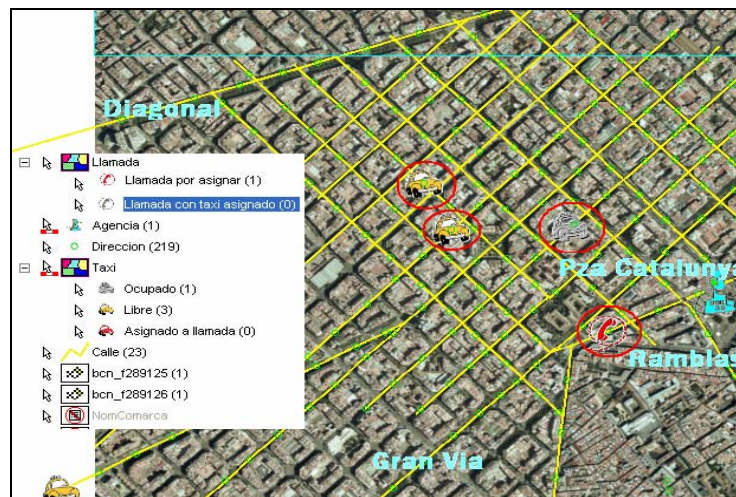 Diagonal
Llamada
Llamada por asignar (1)
Llamada con taxi asignado (0)
Agencia (1)
Direccion (219)
Taxi
Ocupado (1)
Libre (3)
Asignado a llamada (0)
Calle (23)
bcn_f289125 (1)
bcn_f289126 (1)
NomComarca
Pza Catalunya
Ramblas
Gran Via